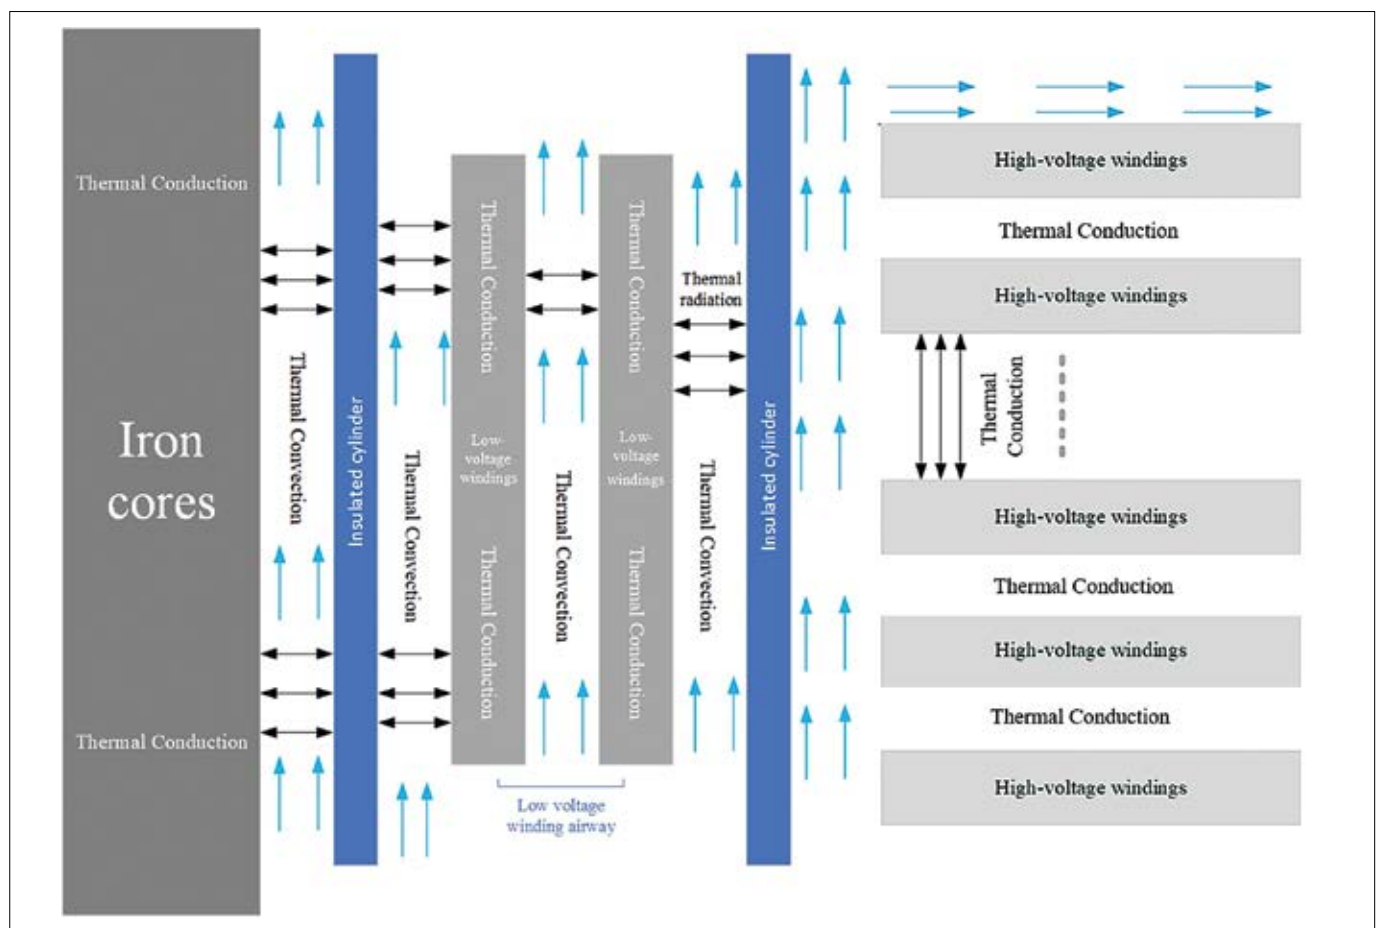 Thermal Conduction
Iron
cores
Thermal Conduction
Thermal Convection
Insulated cylinder
Thermal Convection
Thermal Conduction
Low-
voltage
windings
Thermal Conduction
Thermal Convection
Low voltage
winding airway
Thermal Conduction
Low-
voltage
windings
Thermal Conduction
Thermal
radiation
Thermal Convection
Insulated cylinder
High-voltage windings
Thermal Conduction
High-voltage windings
Thermal
Conduction
High-voltage windings
Thermal Conduction
High-voltage windings
Thermal Conduction
High-voltage windings